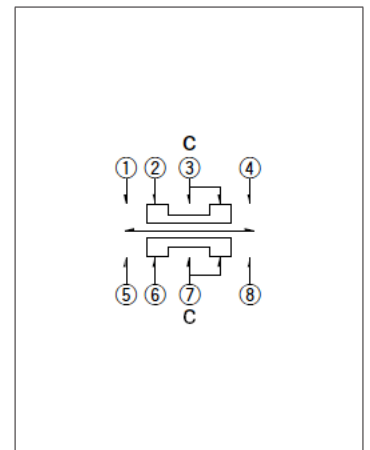 C
① ② ③ ④
⑤ ⑥ ⑦ ⑧
C